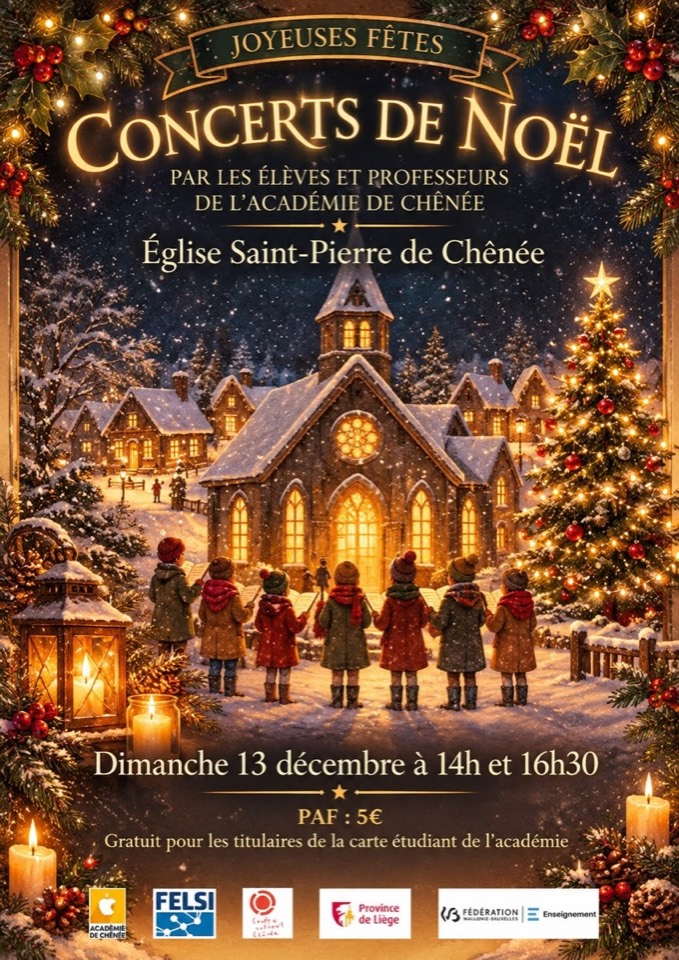 JOYEUSES FÊTES
CONCERTS DE NOËL
PAR LES ÉLÈVES ET PROFESSEURS
DE L'ACADÉMIE DE CHÊNÉE
Église Saint-Pierre de Chênée
Dimanche 13 décembre à 14h et 16h30
PAF : 5€
Gratuit pour les titulaires de la carte étudiant de l'académie
ACADÉMIE
DE CHÊNÉE
FELSI
Province
de Liège
FÉDÉRATION
WALLONIE-BRUXELLES
Enseignement